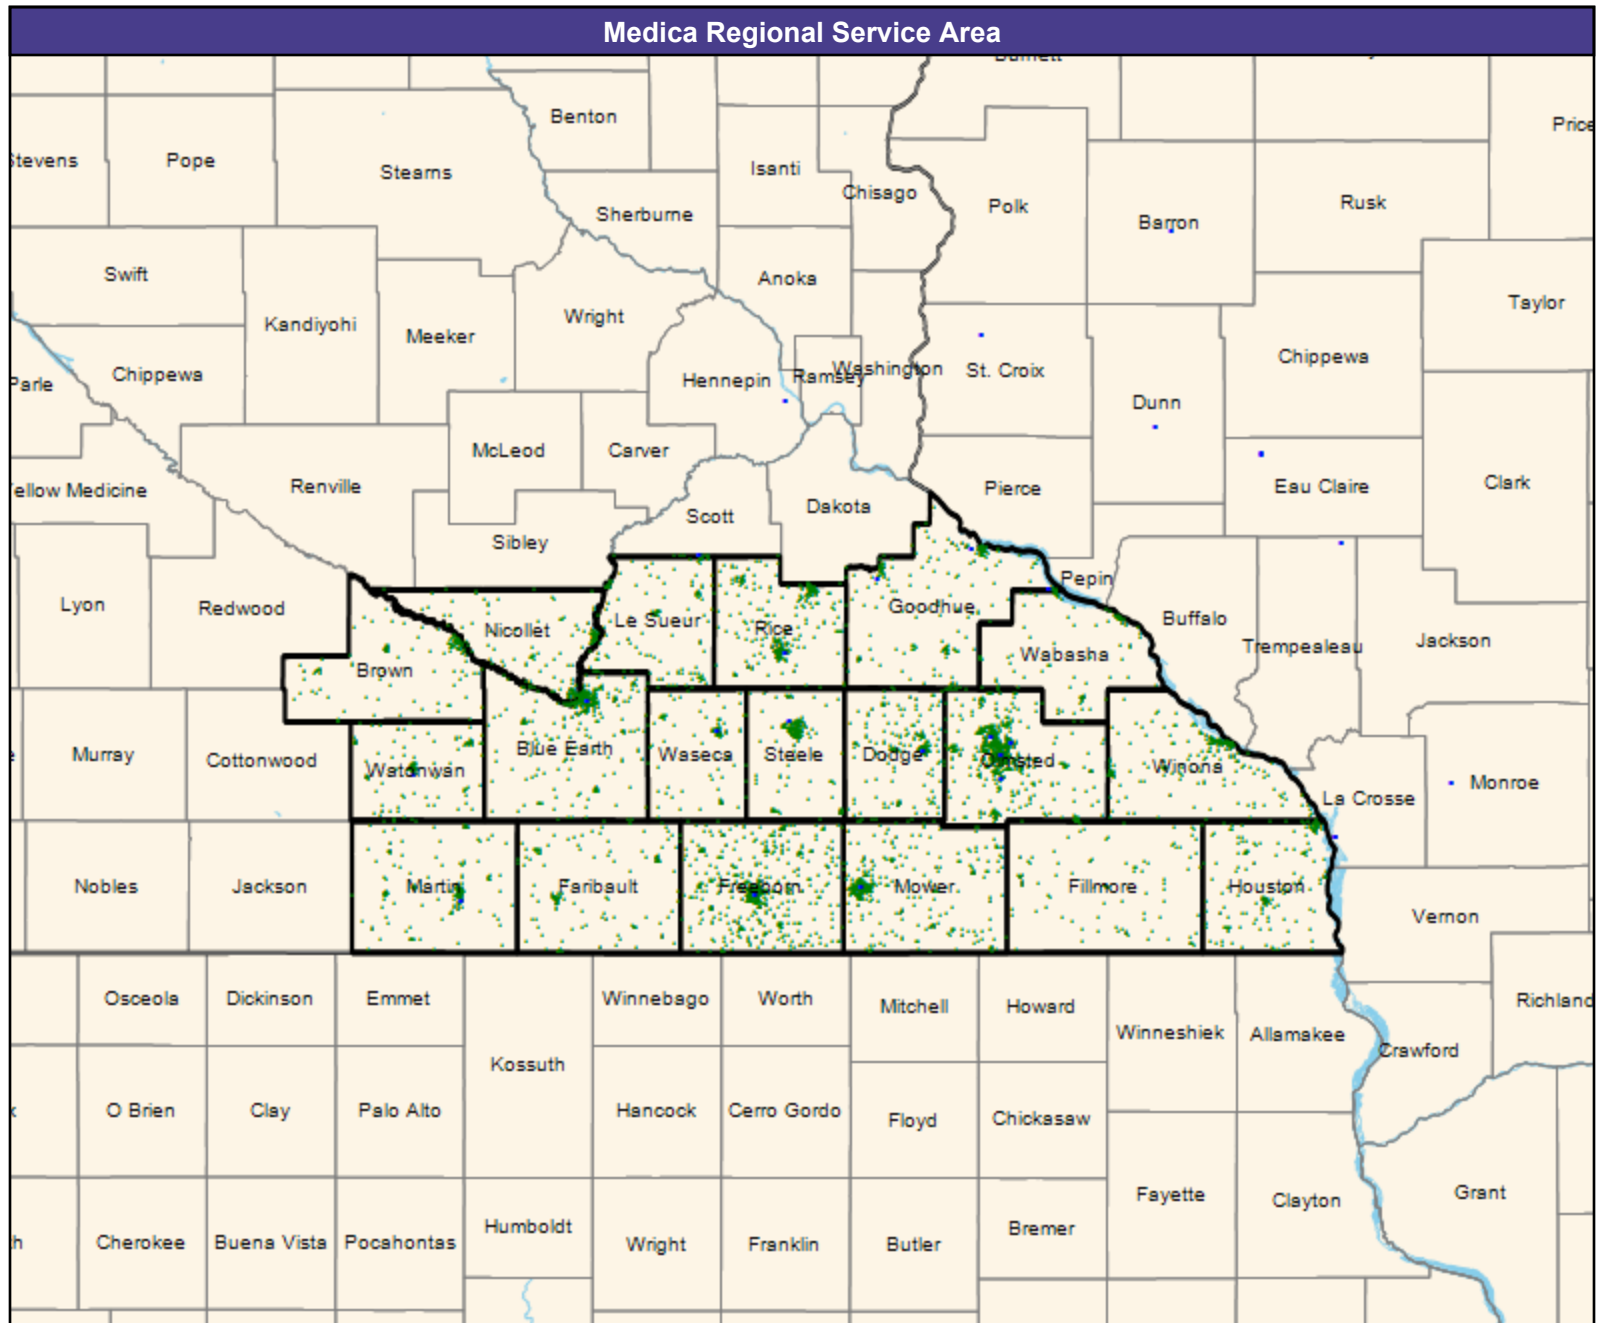 Medica Regional Service Area
Benton
Price
Stevens
Pope
Stearns
Isanti
Chisago
Polk
Barron
Rusk
Sherburne
Swift
Anoka
Taylor
Kandiyohi
Meeker
Wright
Chippewa
Hennepin
Ramsey
Washington
St. Croix
Chippewa
Parle
Dunn
McLeod
Carver
Yellow Medicine
Renville
Pierce
Eau Claire
Clark
Scott
Dakota
Sibley
Lyon
Redwood
Nicollet
Le Sueur
Rice
Goodhue
Pepin
Buffalo
Trempealeau
Jackson
Brown
Wabasha
Murray
Cottonwood
Watonwan
Blue Earth
Waseca
Steele
Dodge
Olmsted
Winona
La Crosse
Monroe
Nobles
Jackson
Martin
Faribault
Freeborn
Mower
Fillmore
Houston
Vernon
Osceola
Dickinson
Emmet
Winnebago
Worth
Mitchell
Howard
Richland
Kossuth
Winneshiek
Allamakee
Crawford
O Brien
Clay
Palo Alto
Hancock
Cerro Gordo
Floyd
Chickasaw
Fayette
Clayton
Grant
Cherokee
Buena Vista
Pocahontas
Humboldt
Wright
Franklin
Butler
Bremer